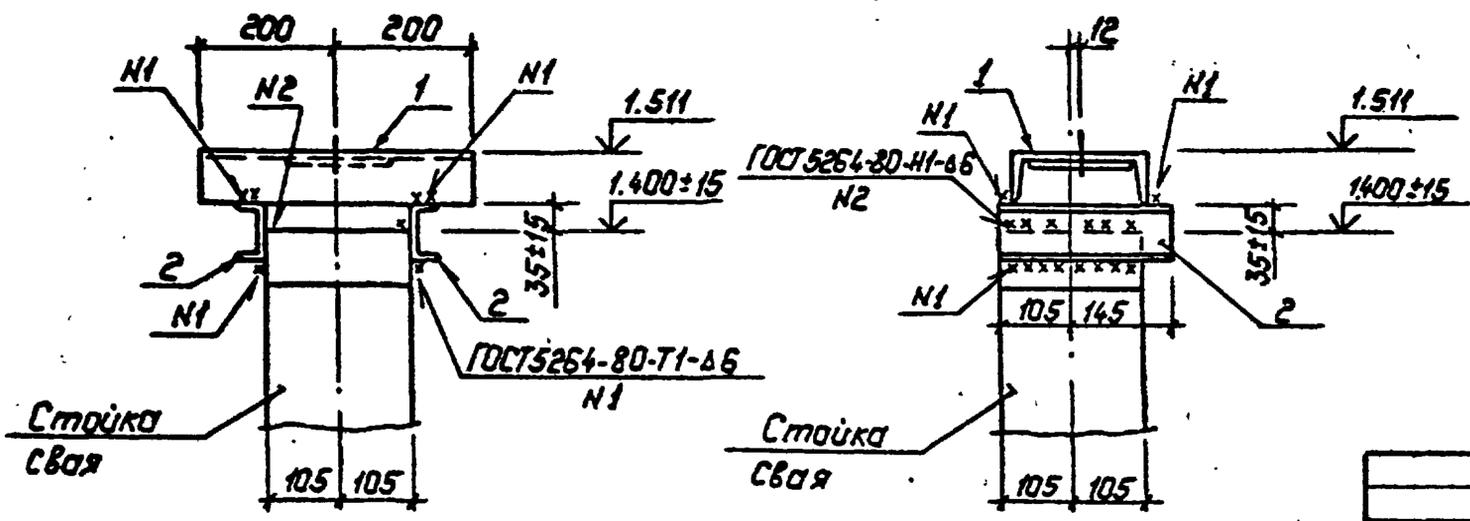 200 200
N1 N2 1 N1
1.511
1.400±15
35±15
2
N1
2
ГОСТ5264-80-Т1-Δ6
N1
Стойка
свая
105 105
12
1
N1
N1
1.511
ГОСТ5264-80-Н1-Δ6
N2
1.400±15
35±15
N1
105 145
2
Стойка
свая
105 105